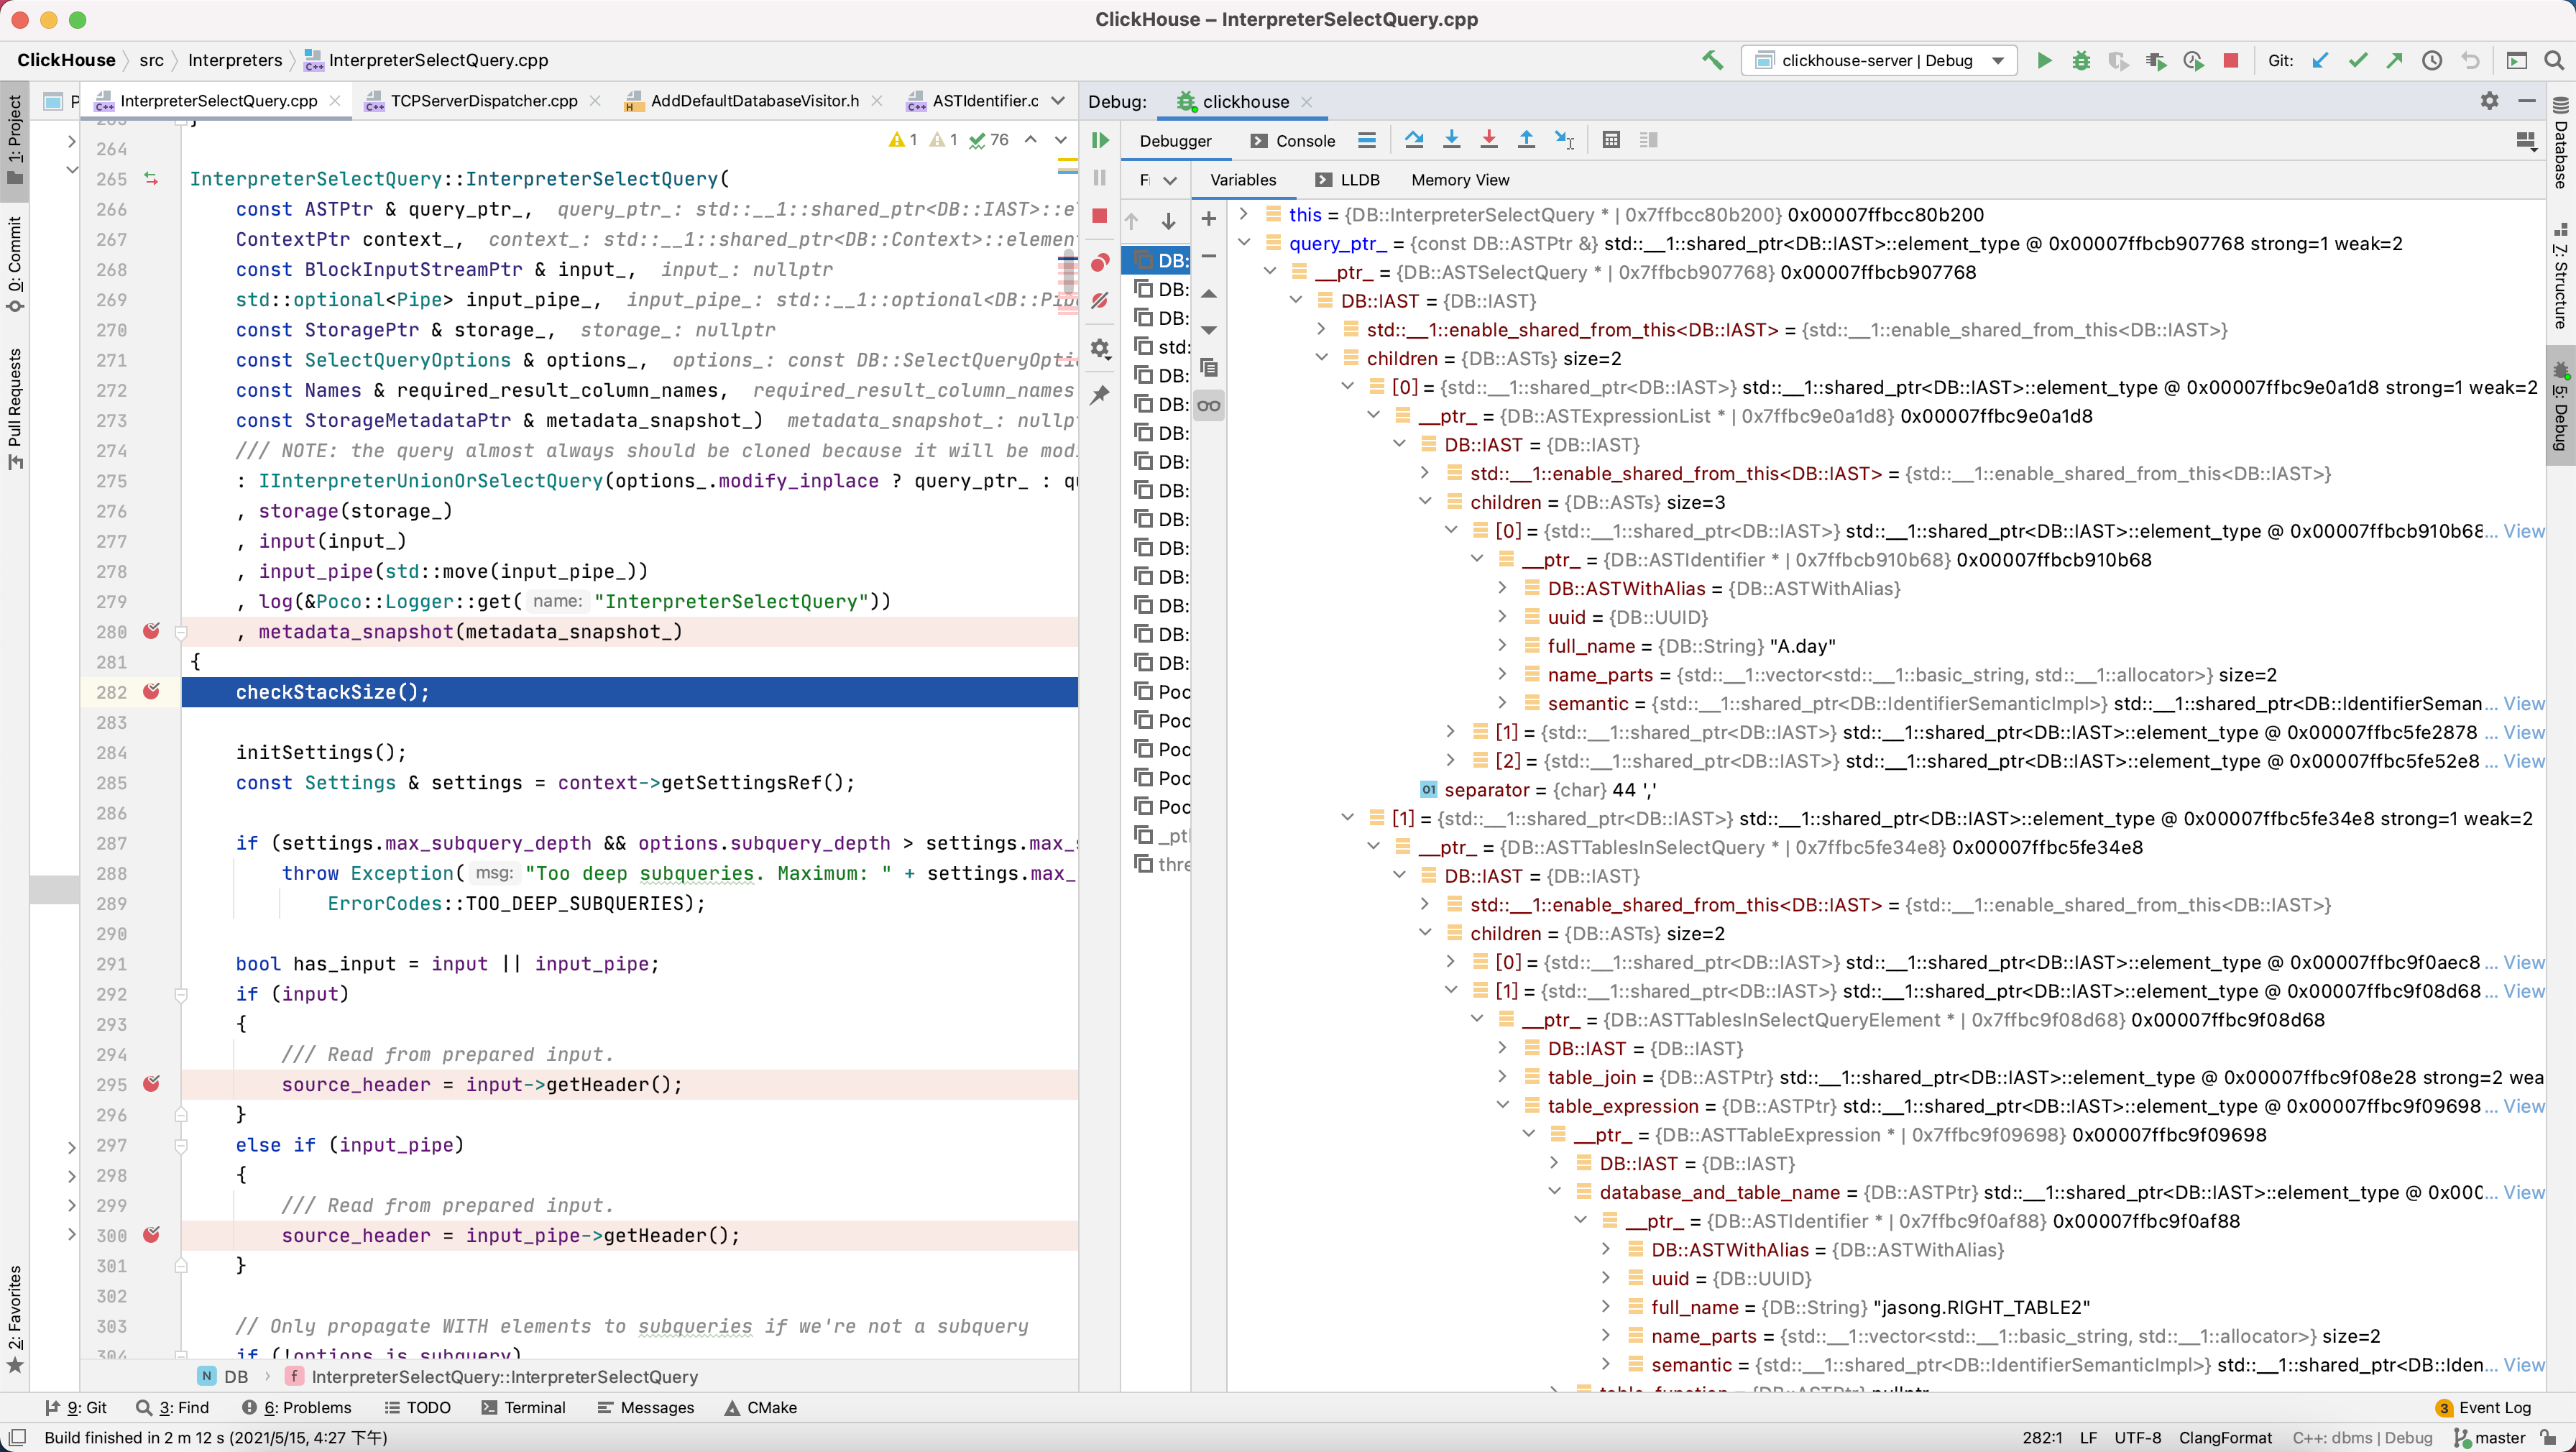 ClickHouse – InterpreterSelectQuery.cpp
ClickHouse src Interpreters InterpreterSelectQuery.cpp
clickhouse-server | Debug
Git:
InterpreterSelectQuery.cpp TCPServerDispatcher.cpp AddDefaultDatabaseVisitor.h ASTIdentifier.c
1: Project
0: Commit
Pull Requests
2: Favorites
1 1 76
264
265 InterpreterSelectQuery::InterpreterSelectQuery(
266 const ASTPtr & query_ptr_, query_ptr_: std::__1::shared_ptr<DB::IAST>::el
267 ContextPtr context_, context_: std::__1::shared_ptr<DB::Context>::elemen
268 const BlockInputStreamPtr & input_, input_: nullptr
269 std::optional<Pipe> input_pipe_, input_pipe_: std::__1::optional<DB::Pip
270 const StoragePtr & storage_, storage_: nullptr
271 const SelectQueryOptions & options_, options_: const DB::SelectQueryOpti
272 const Names & required_result_column_names, required_result_column_names
273 const StorageMetadataPtr & metadata_snapshot_) metadata_snapshot_: nullp
274 /// NOTE: the query almost always should be cloned because it will be modi
275 : IInterpreterUnionOrSelectQuery(options_.modify_inplace ? query_ptr_ : qu
276 , storage(storage_)
277 , input(input_)
278 , input_pipe(std::move(input_pipe_))
279 , log(&Poco::Logger::get( name: "InterpreterSelectQuery"))
280 , metadata_snapshot(metadata_snapshot_)
281 {
282 checkStackSize();
283
284 initSettings();
285 const Settings & settings = context->getSettingsRef();
286
287 if (settings.max_subquery_depth && options.subquery_depth > settings.max_s
288 throw Exception( msg: "Too deep subqueries. Maximum: " + settings.max_
289 ErrorCodes::TOO_DEEP_SUBQUERIES);
290
291 bool has_input = input || input_pipe;
292 if (input)
293 {
294 /// Read from prepared input.
295 source_header = input->getHeader();
296 }
297 else if (input_pipe)
298 {
299 /// Read from prepared input.
300 source_header = input_pipe->getHeader();
301 }
302
303 // Only propagate WITH elements to subqueries if we're not a subquery
304 if (!options.is_subquery)
N DB f InterpreterSelectQuery::InterpreterSelectQuery
Debug: clickhouse
Debugger Console
Variables LLDB Memory View
DB:
DB:
DB:
std:
DB:
DB:
DB:
DB:
DB:
DB:
DB:
DB:
DB:
DB:
DB:
Poc
Poc
Poc
Poc
Poc
_ptl
thre
this = {DB::InterpreterSelectQuery * | 0x7ffbcc80b200} 0x00007ffbcc80b200
query_ptr_ = {const DB::ASTPtr &} std::__1::shared_ptr<DB::IAST>::element_type @ 0x00007ffbcb907768 strong=1 weak=2
__ptr_ = {DB::ASTSelectQuery * | 0x7ffbcb907768} 0x00007ffbcb907768
DB::IAST = {DB::IAST}
std::__1::enable_shared_from_this<DB::IAST> = {std::__1::enable_shared_from_this<DB::IAST>}
children = {DB::ASTs} size=2
[0] = {std::__1::shared_ptr<DB::IAST>} std::__1::shared_ptr<DB::IAST>::element_type @ 0x00007ffbc9e0a1d8 strong=1 weak=2
__ptr_ = {DB::ASTExpressionList * | 0x7ffbc9e0a1d8} 0x00007ffbc9e0a1d8
DB::IAST = {DB::IAST}
std::__1::enable_shared_from_this<DB::IAST> = {std::__1::enable_shared_from_this<DB::IAST>}
children = {DB::ASTs} size=3
[0] = {std::__1::shared_ptr<DB::IAST>} std::__1::shared_ptr<DB::IAST>::element_type @ 0x00007ffbcb910b68... View
__ptr_ = {DB::ASTIdentifier * | 0x7ffbcb910b68} 0x00007ffbcb910b68
DB::ASTWithAlias = {DB::ASTWithAlias}
uuid = {DB::UUID}
full_name = {DB::String} "A.day"
name_parts = {std::__1::vector<std::__1::basic_string, std::__1::allocator>} size=2
semantic = {std::__1::shared_ptr<DB::IdentifierSemanticImpl>} std::__1::shared_ptr<DB::IdentifierSeman... View
[1] = {std::__1::shared_ptr<DB::IAST>} std::__1::shared_ptr<DB::IAST>::element_type @ 0x00007ffbc5fe2878 ... View
[2] = {std::__1::shared_ptr<DB::IAST>} std::__1::shared_ptr<DB::IAST>::element_type @ 0x00007ffbc5fe52e8 ... View
separator = {char} 44 ','
[1] = {std::__1::shared_ptr<DB::IAST>} std::__1::shared_ptr<DB::IAST>::element_type @ 0x00007ffbc5fe34e8 strong=1 weak=2
__ptr_ = {DB::ASTTablesInSelectQuery * | 0x7ffbc5fe34e8} 0x00007ffbc5fe34e8
DB::IAST = {DB::IAST}
std::__1::enable_shared_from_this<DB::IAST> = {std::__1::enable_shared_from_this<DB::IAST>}
children = {DB::ASTs} size=2
[0] = {std::__1::shared_ptr<DB::IAST>} std::__1::shared_ptr<DB::IAST>::element_type @ 0x00007ffbc9f0aec8 ... View
[1] = {std::__1::shared_ptr<DB::IAST>} std::__1::shared_ptr<DB::IAST>::element_type @ 0x00007ffbc9f08d68 ... View
__ptr_ = {DB::ASTTablesInSelectQueryElement * | 0x7ffbc9f08d68} 0x00007ffbc9f08d68
DB::IAST = {DB::IAST}
table_join = {DB::ASTPtr} std::__1::shared_ptr<DB::IAST>::element_type @ 0x00007ffbc9f08e28 strong=2 wea
table_expression = {DB::ASTPtr} std::__1::shared_ptr<DB::IAST>::element_type @ 0x00007ffbc9f09698 ... View
__ptr_ = {DB::ASTTableExpression * | 0x7ffbc9f09698} 0x00007ffbc9f09698
DB::IAST = {DB::IAST}
database_and_table_name = {DB::ASTPtr} std::__1::shared_ptr<DB::IAST>::element_type @ 0x000... View
__ptr_ = {DB::ASTIdentifier * | 0x7ffbc9f0af88} 0x00007ffbc9f0af88
DB::ASTWithAlias = {DB::ASTWithAlias}
uuid = {DB::UUID}
full_name = {DB::String} "jasong.RIGHT_TABLE2"
name_parts = {std::__1::vector<std::__1::basic_string, std::__1::allocator>} size=2
semantic = {std::__1::shared_ptr<DB::IdentifierSemanticImpl>} std::__1::shared_ptr<DB::Iden... View
table_function = {DB::ASTPtr} nullptr
Database
Z: Structure
5: Debug
9: Git 3: Find 6: Problems TODO Terminal Messages CMake 3 Event Log
Build finished in 2 m 12 s (2021/5/15, 4:27 下午) 282:1 LF UTF-8 ClangFormat C++: dbms | Debug master